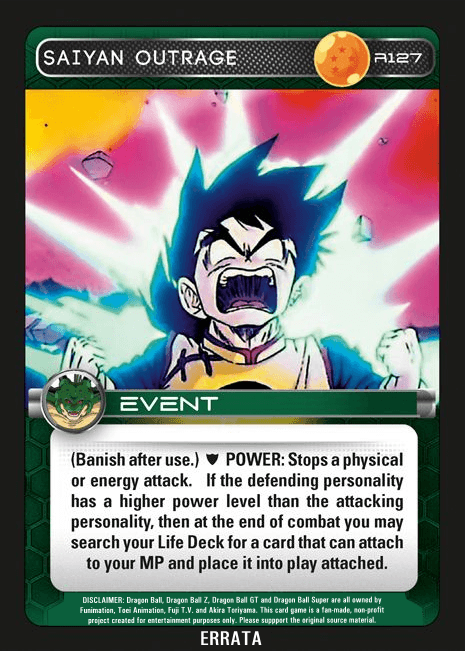 SAIYAN OUTRAGE R127
EVENT
(Banish after use.) POWER: Stops a physical
or energy attack. If the defending personality
has a higher power level than the attacking
personality, then at the end of combat you may
search your Life Deck for a card that can attach
to your MP and place it into play attached.
DISCLAIMER: Dragon Ball, Dragon Ball Z, Dragon Ball GT and Dragon Ball Super are all owned by
Funimation, Toei Animation, Fuji T.V. and Akira Toriyama. This card game is a fan-made, non-profit
project created for entertainment purposes only. Please suppport the original source material.
ERRATA